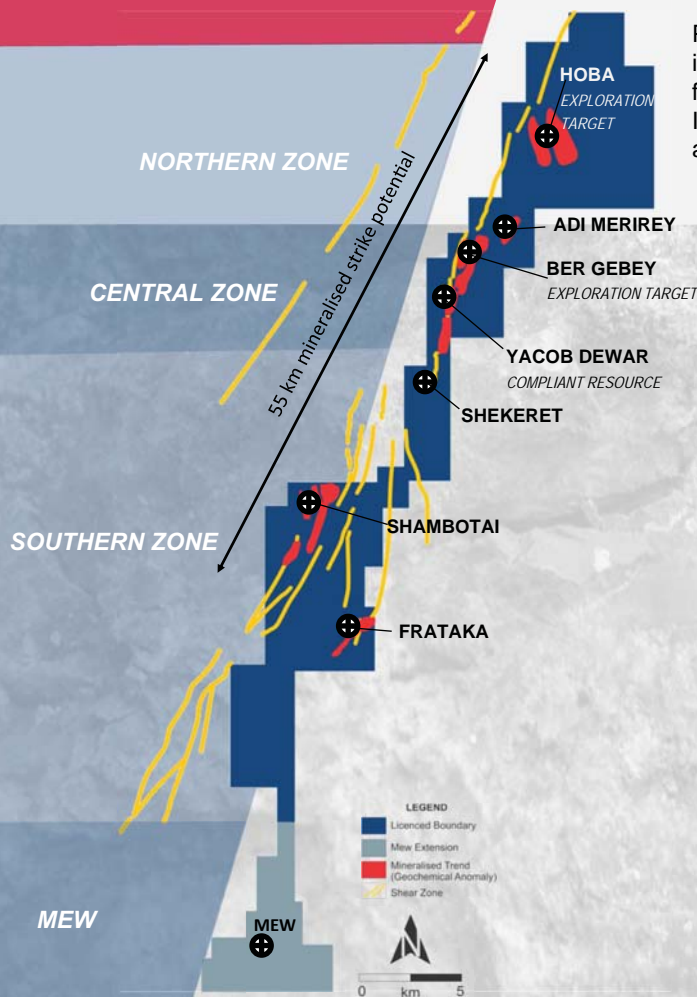 HOBA
EXPLORATION
TARGET
NORTHERN ZONE
55 km mineralised strike potential
ADI MERIREY
BER GEBEY
EXPLORATION TARGET
CENTRAL ZONE
YACOB DEWAR
COMPLIANT RESOURCE
SHEKERET
SHAMBOTAI
SOUTHERN ZONE
FRATAKA
LEGEND
Licenced Boundary
Mew Extension
Mineralised Trend
(Geochemical Anomaly)
Shear Zone
MEW
MEW
N
0 km 5